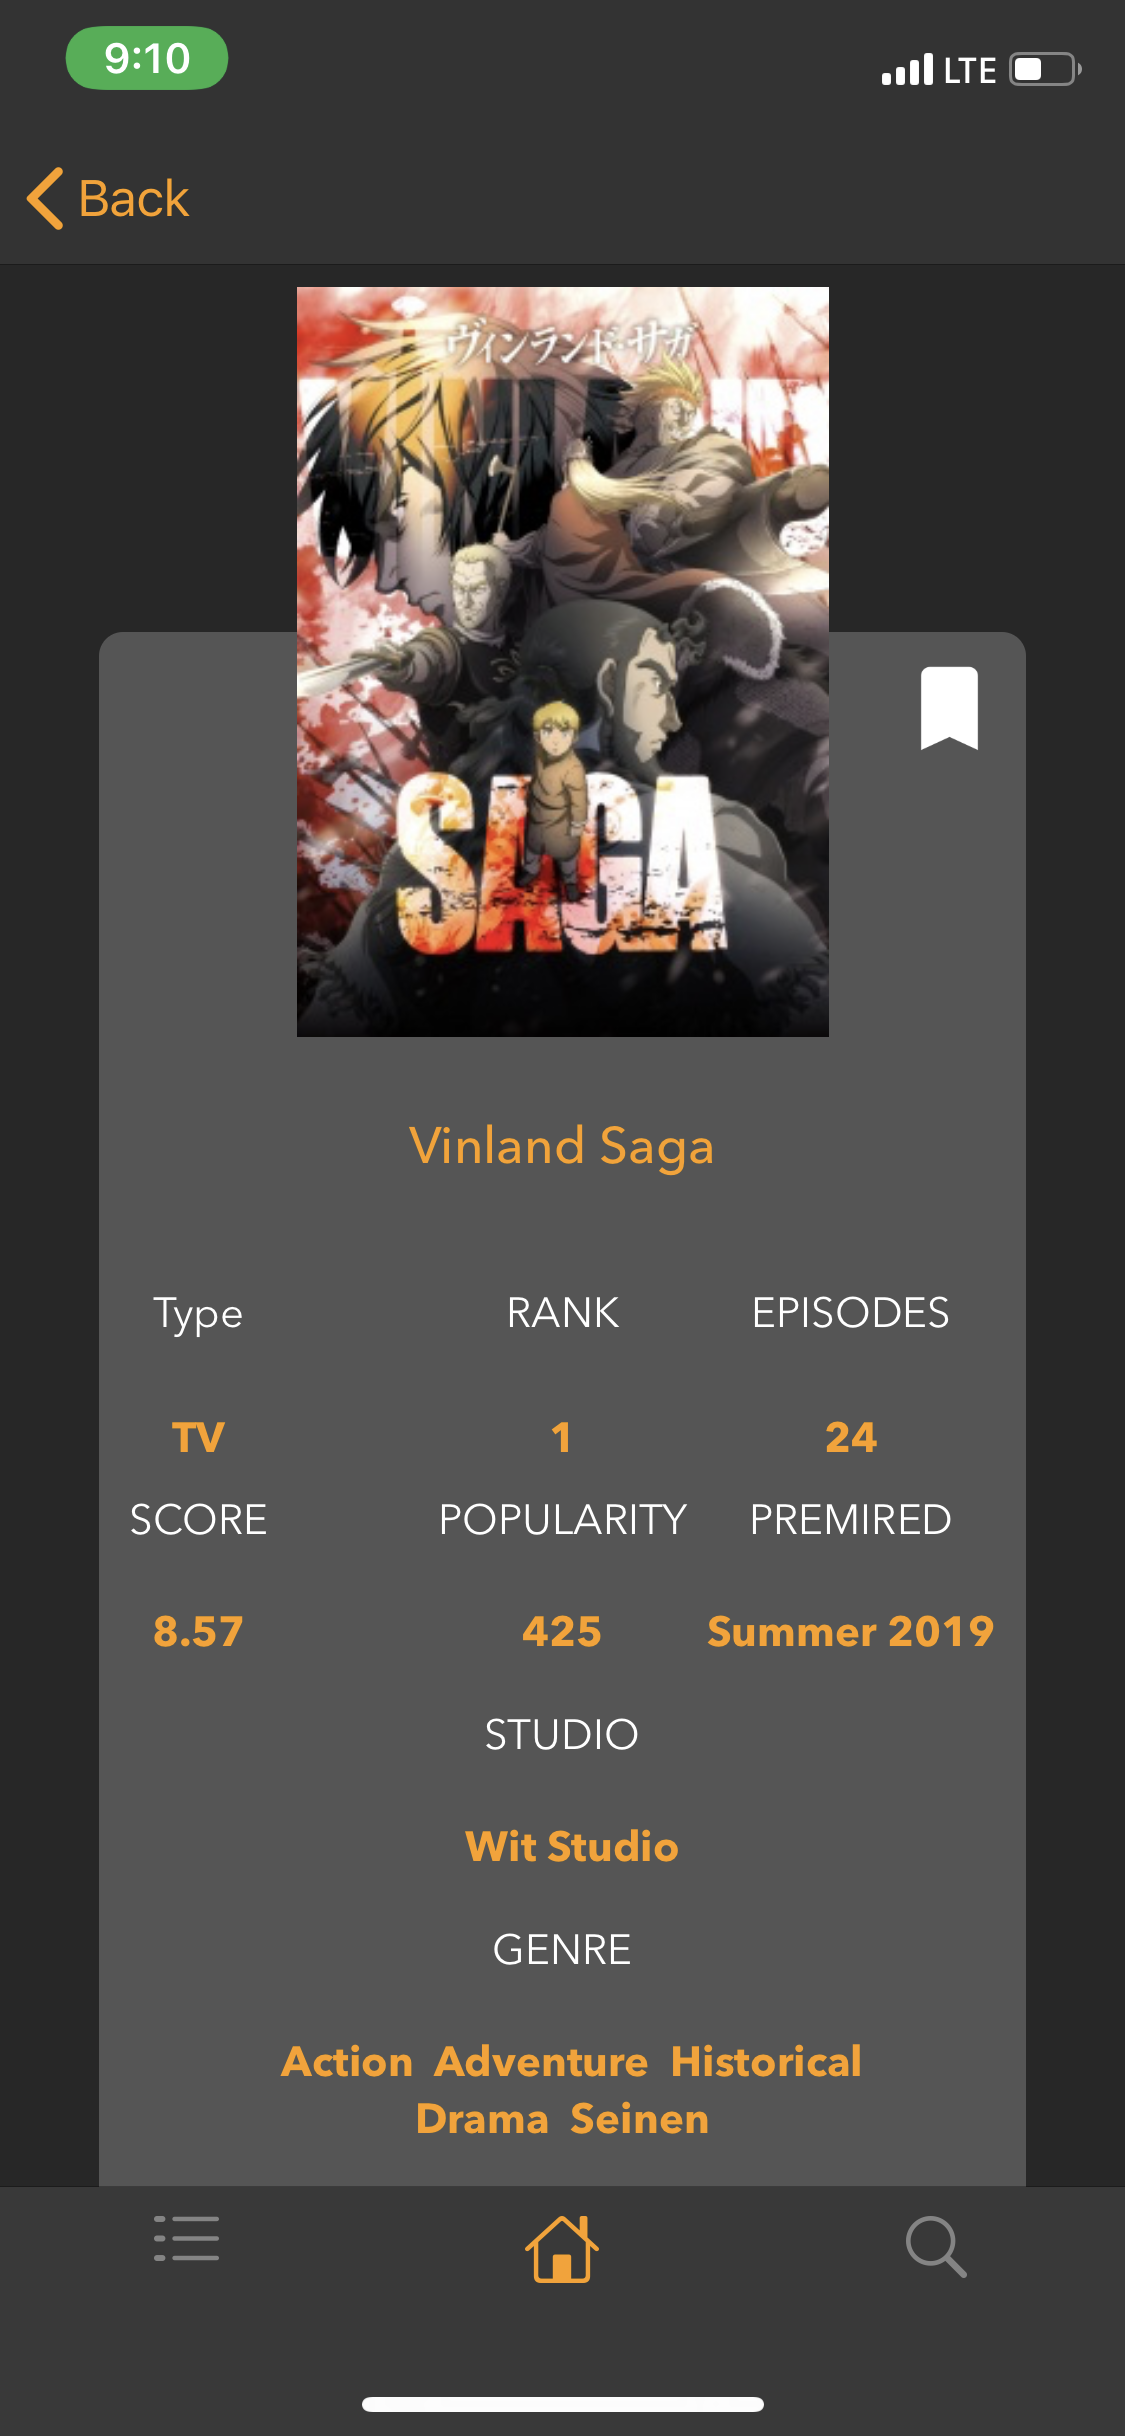 9:10
LTE
Back
ヴィンランド・サガ
SAGA
Vinland Saga
Type RANK EPISODES
TV 1 24
SCORE POPULARITY PREMIRED
8.57 425 Summer 2019
STUDIO
Wit Studio
GENRE
Action Adventure Historical
Drama Seinen